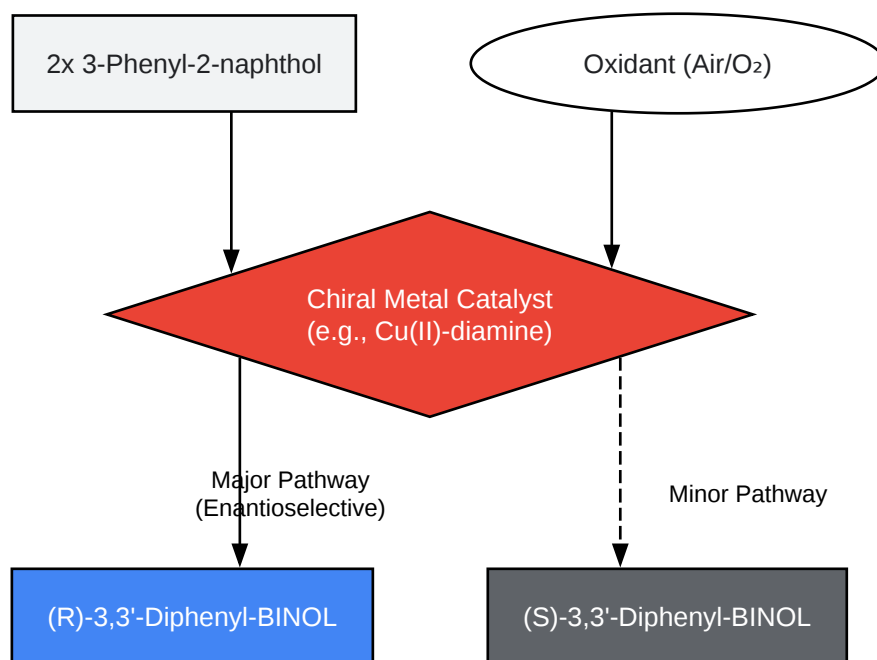 2x 3-Phenyl-2-naphthol
Oxidant (Air/O₂)
Chiral Metal Catalyst
(e.g., Cu(II)-diamine)
Major Pathway
(Enantioselective)
Minor Pathway
(R)-3,3'-Diphenyl-BINOL
(S)-3,3'-Diphenyl-BINOL